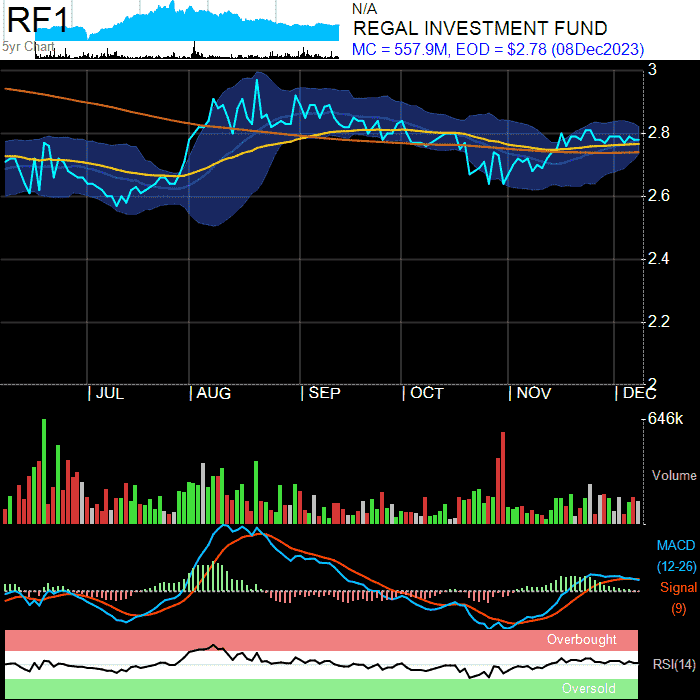 RF1
5yr Chart
N/A
REGAL INVESTMENT FUND
MC = 557.9M, EOD = $2.78 (08Dec2023)
3
2.8
2.6
2.4
2.2
2
JUL AUG SEP OCT NOV DEC
646k
Volume
MACD
(12-26)
Signal
(9)
Overbought
RSI(14)
Oversold